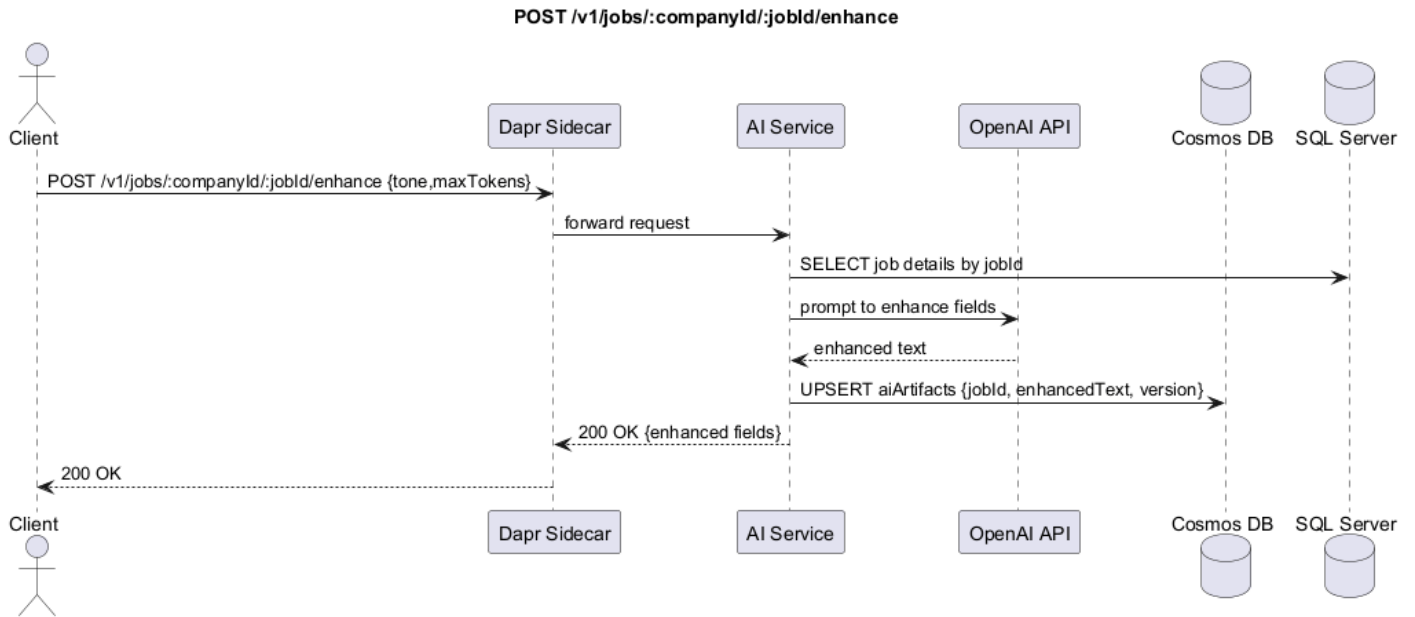 POST /v1/jobs/:companyId/:jobId/enhance
Client
Dapr Sidecar
AI Service
OpenAI API
Cosmos DB
SQL Server
POST /v1/jobs/:companyId/:jobId/enhance {tone,maxTokens}
forward request
SELECT job details by jobId
prompt to enhance fields
enhanced text
UPSERT aiArtifacts {jobId, enhancedText, version}
200 OK {enhanced fields}
200 OK
Client
Dapr Sidecar
AI Service
OpenAI API
Cosmos DB
SQL Server